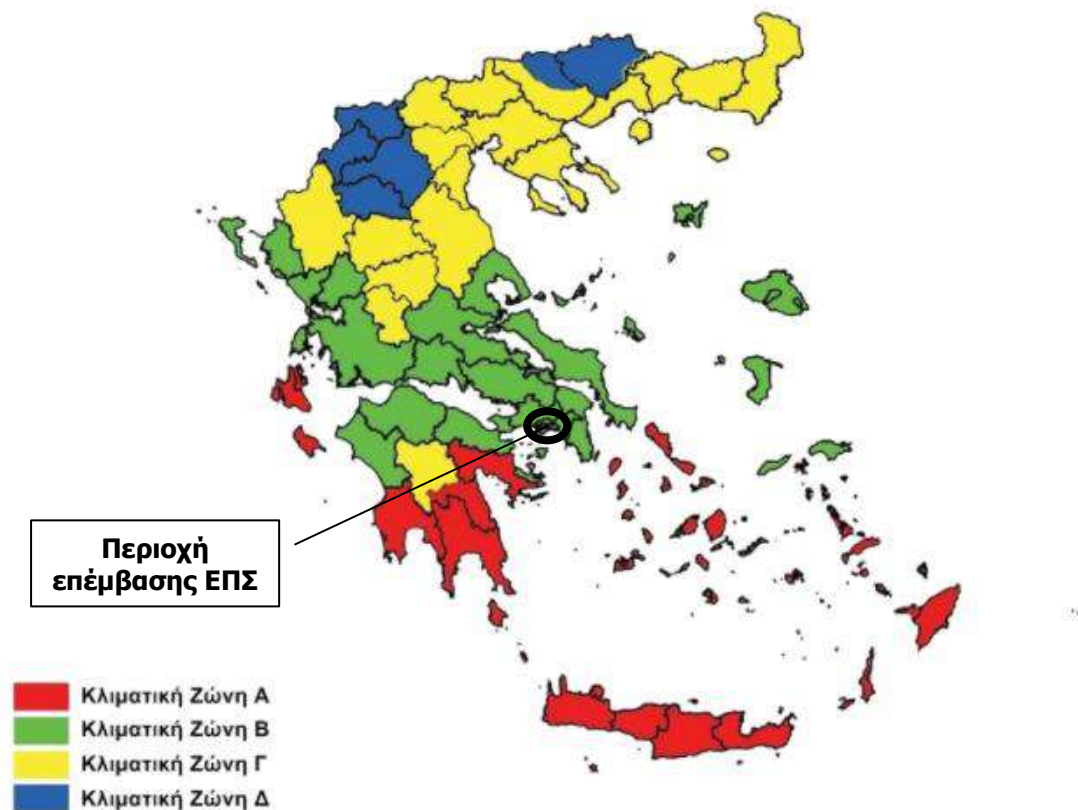 Περιοχή
επέμβασης ΕΠΣ
Κλιματική Ζώνη Α
Κλιματική Ζώνη Β
Κλιματική Ζώνη Γ
Κλιματική Ζώνη Δ